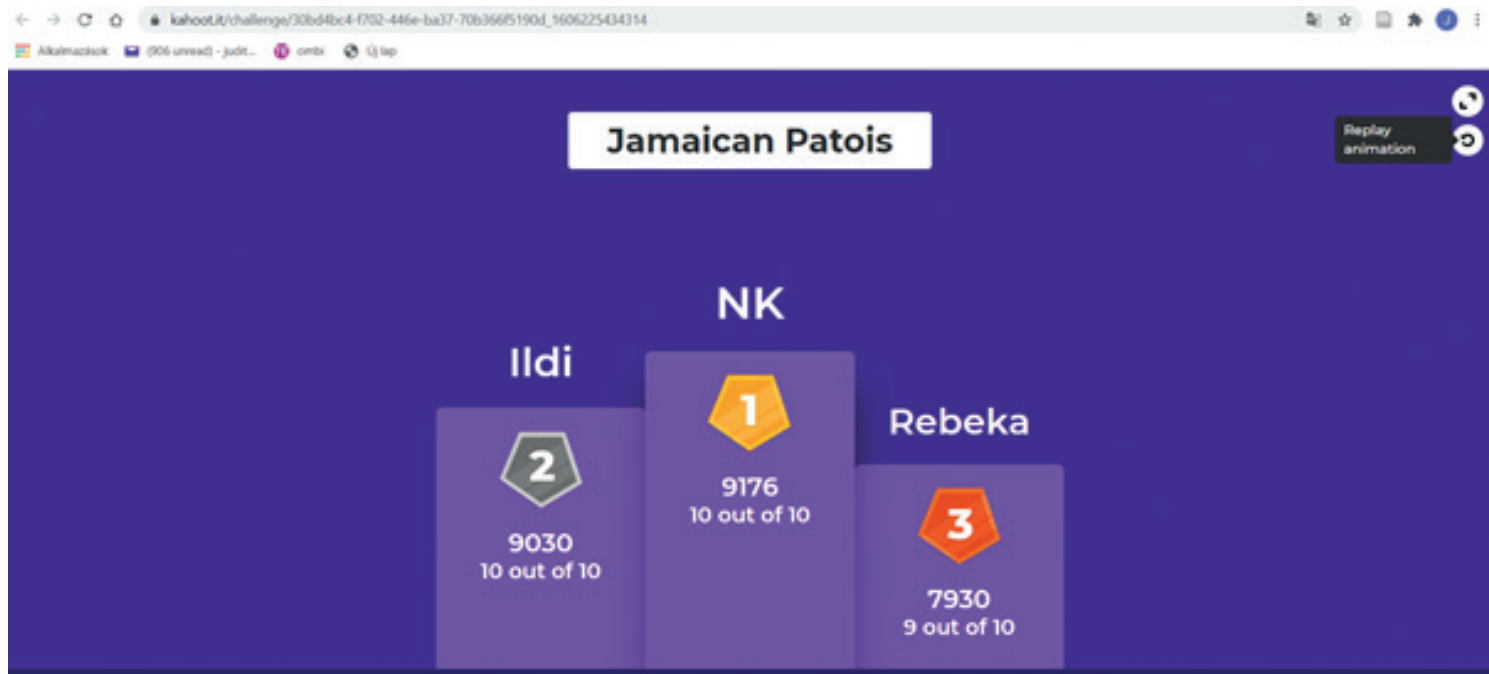 kahoot.it/challenge/30bd4bc4-f702-446e-ba37-70b366f5190d_1606225434314
Alkalmazások (906 unread) - judit... ombi Új lap
Jamaican Patois
Replay
animation
NK
Ildi
Rebeka
1
2
3
9176
10 out of 10
9030
10 out of 10
7930
9 out of 10
J